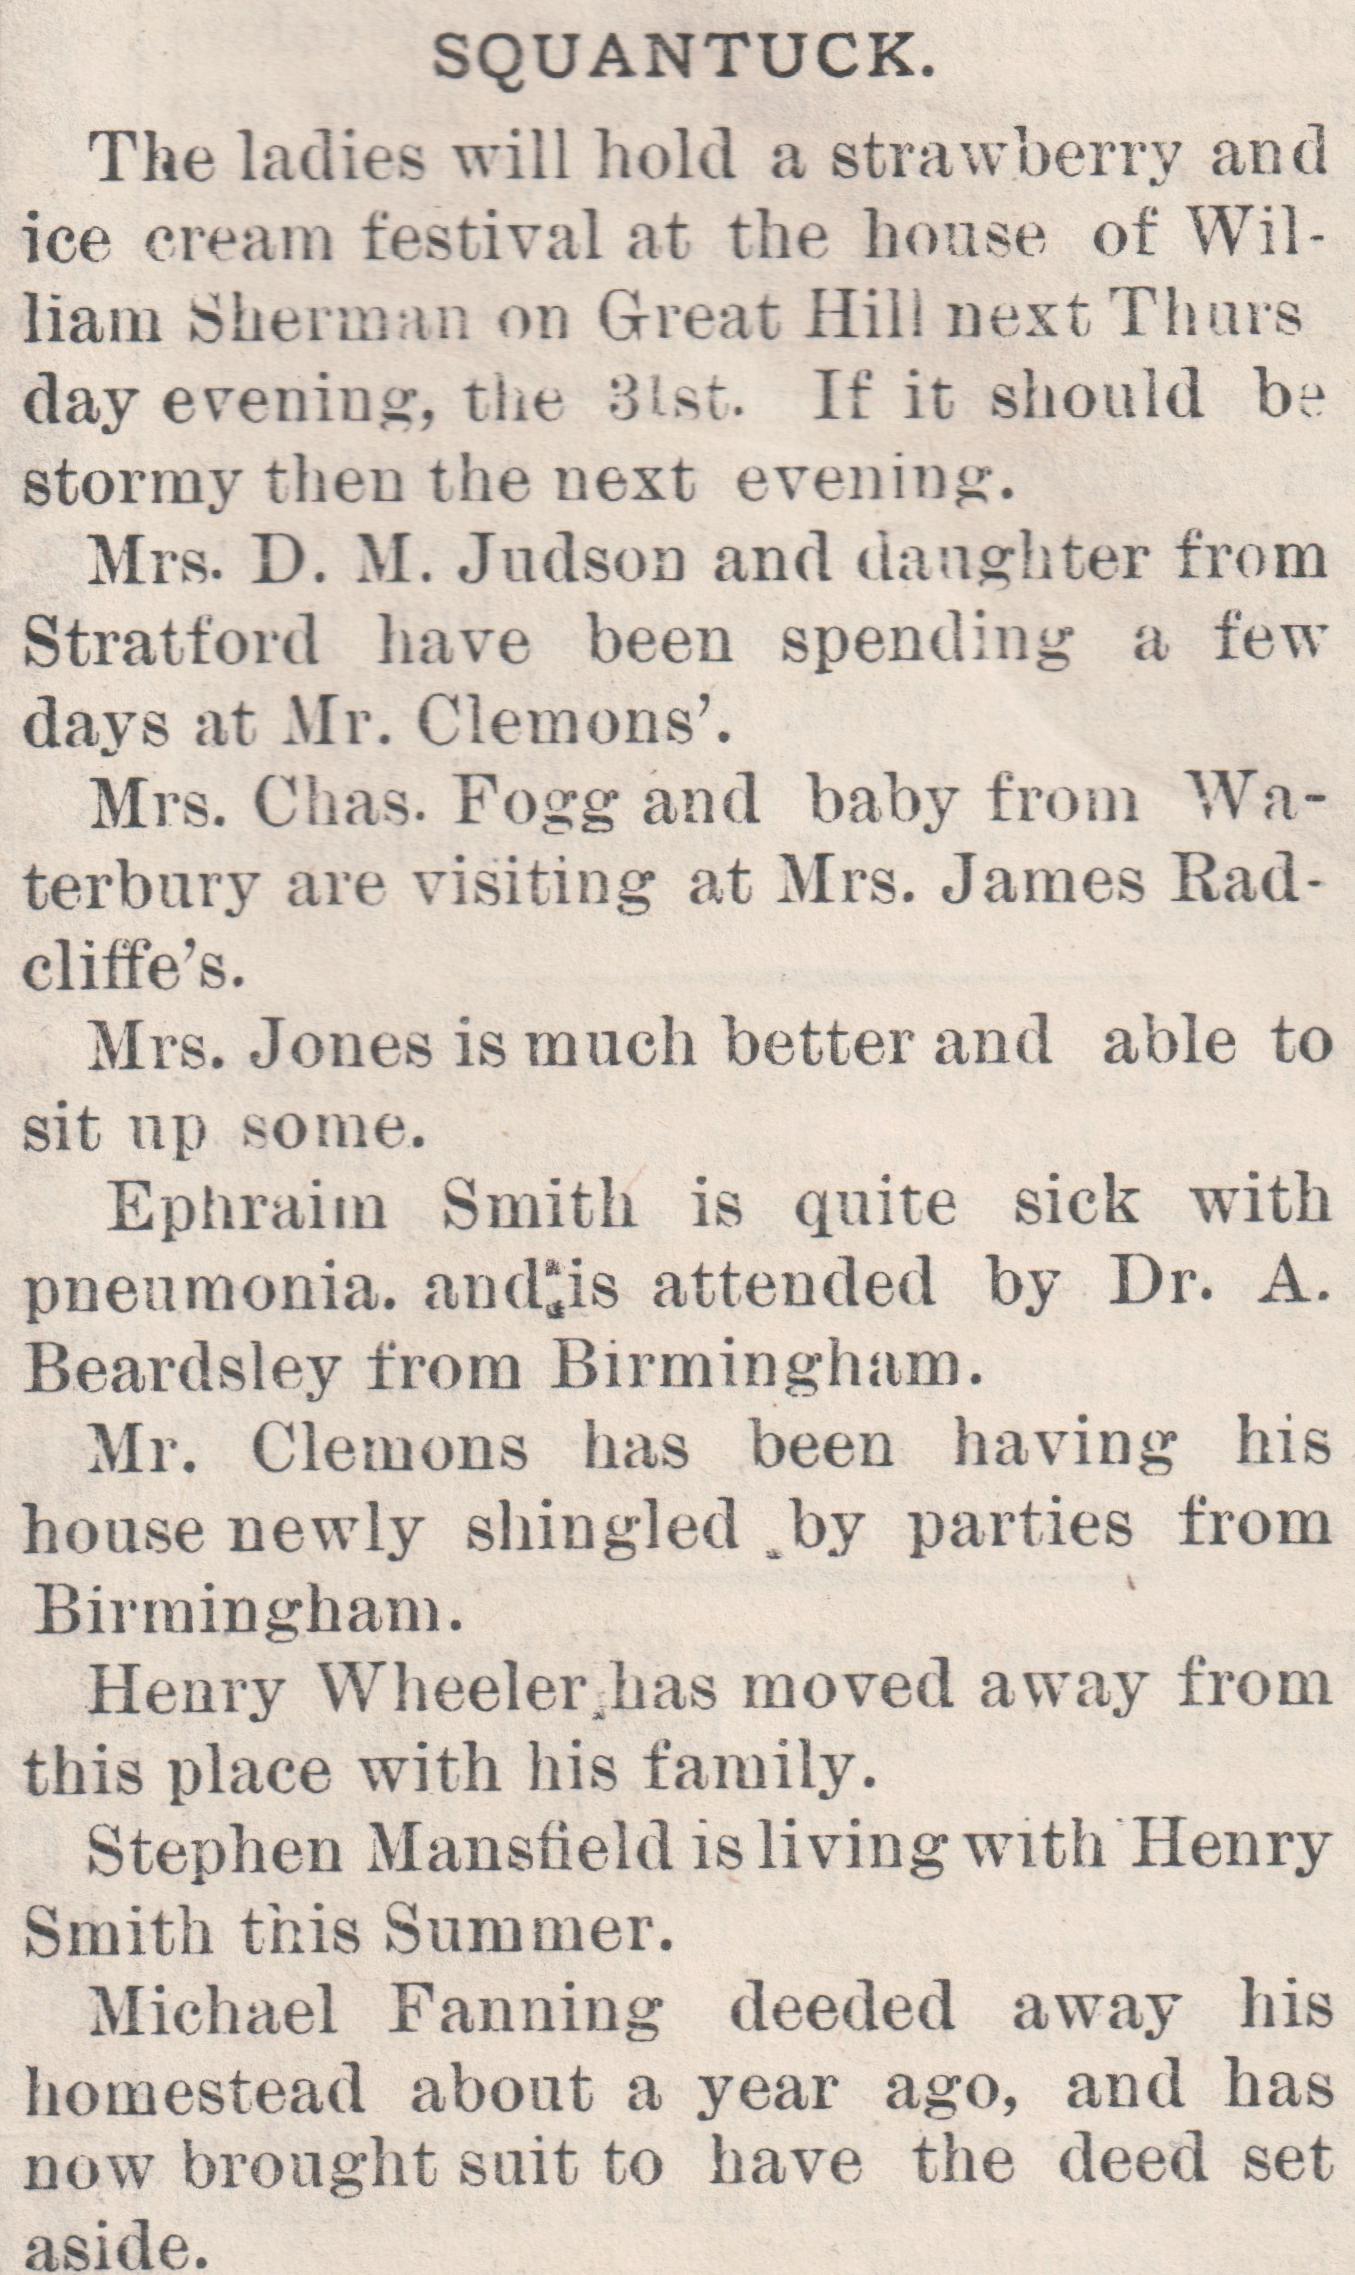 SQUANTUCK.
The ladies will hold a strawberry and
ice cream festival at the house of Wil-
liam Sherman on Great Hill next Thurs
day evening, the 31st. If it should be
stormy then the next evening.
Mrs. D. M. Judson and daughter from
Stratford have been spending a few
days at Mr. Clemons’.
Mrs. Chas. Fogg and baby from Wa-
terbury are visiting at Mrs. James Rad-
cliffe’s.
Mrs. Jones is much better and able to
sit up some.
Ephraim Smith is quite sick with
pneumonia. and is attended by Dr. A.
Beardsley from Birmingham.
Mr. Clemons has been having his
house newly shingled by parties from
Birmingham.
Henry Wheeler has moved away from
this place with his family.
Stephen Mansfield is living with Henry
Smith this Summer.
Michael Fanning deeded away his
homestead about a year ago, and has
now brought suit to have the deed set
aside.